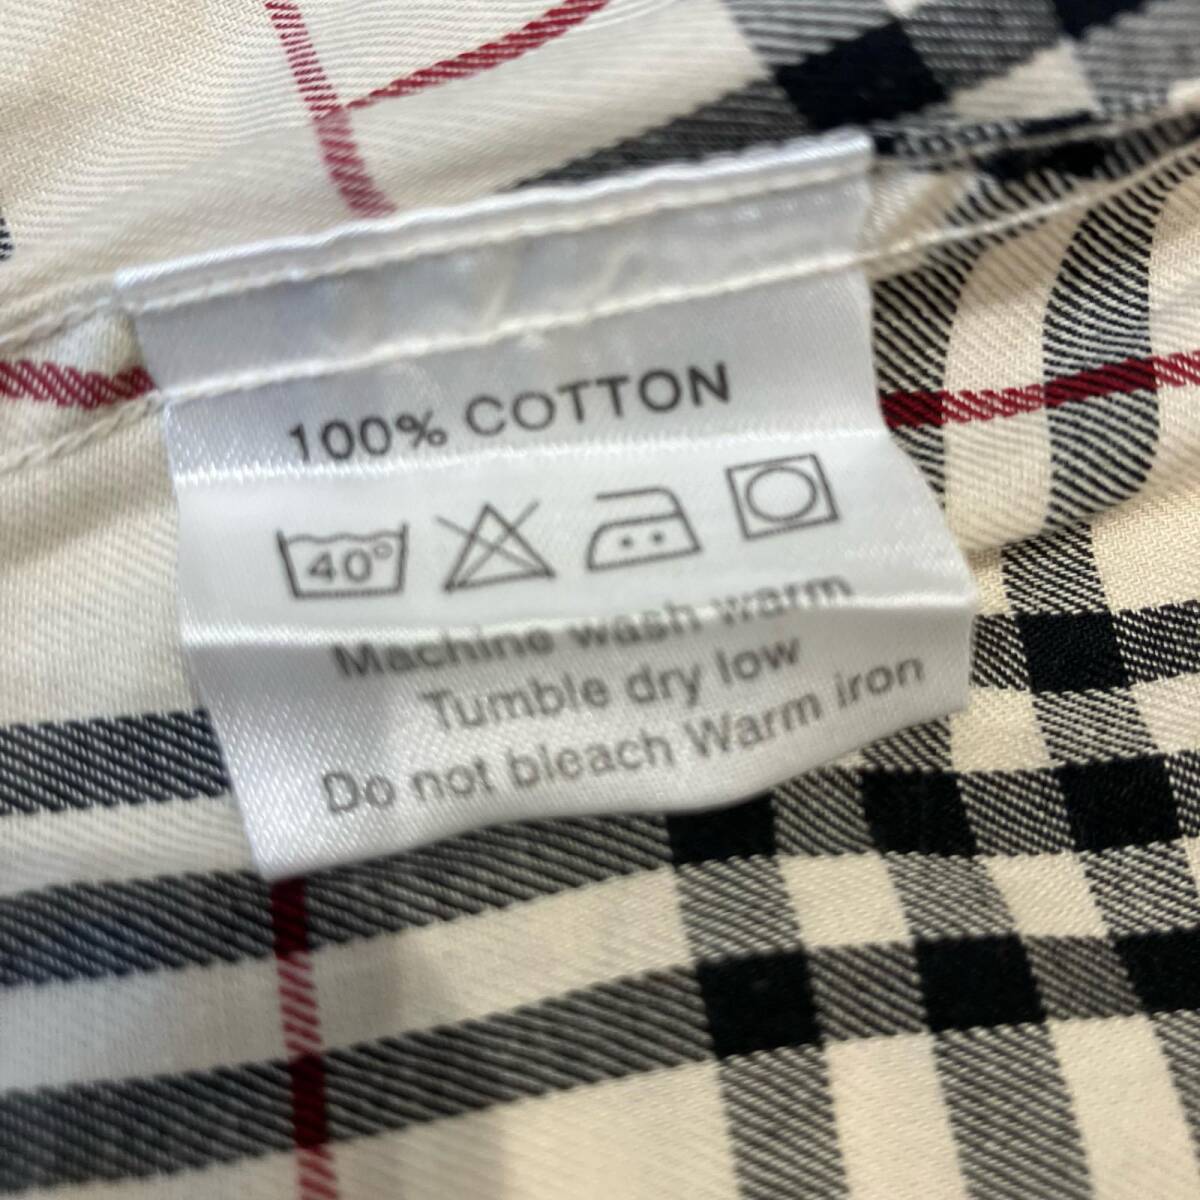 100% COTTON
40°
Machine wash warm
Tumble dry low
Do not bleach Warm iron